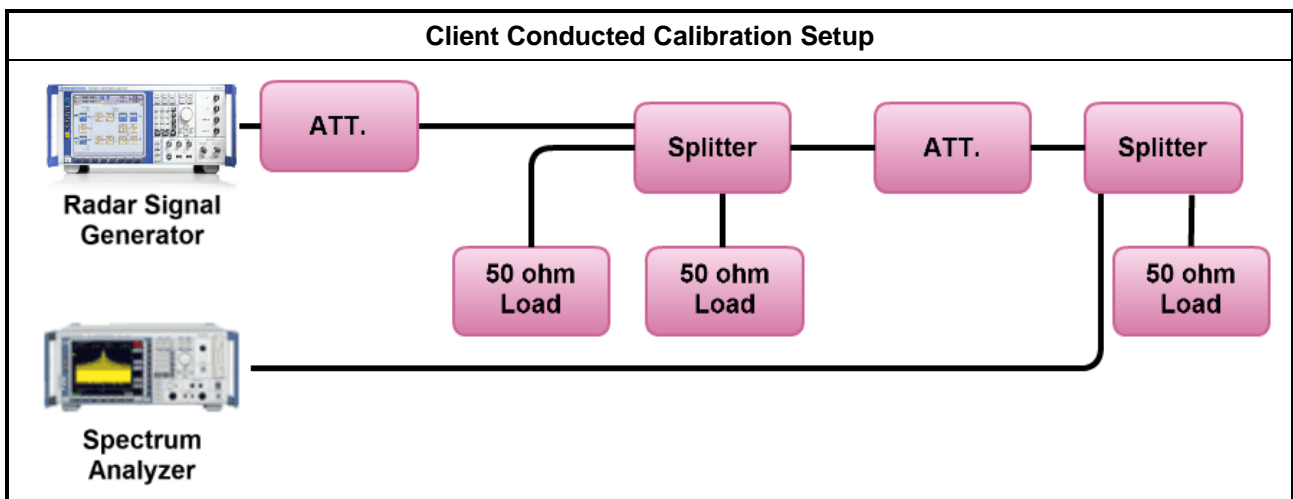 Client Conducted Calibration Setup
ATT.
Splitter
ATT.
Splitter
Radar Signal
Generator
50 ohm
Load
50 ohm
Load
50 ohm
Load
Spectrum
Analyzer